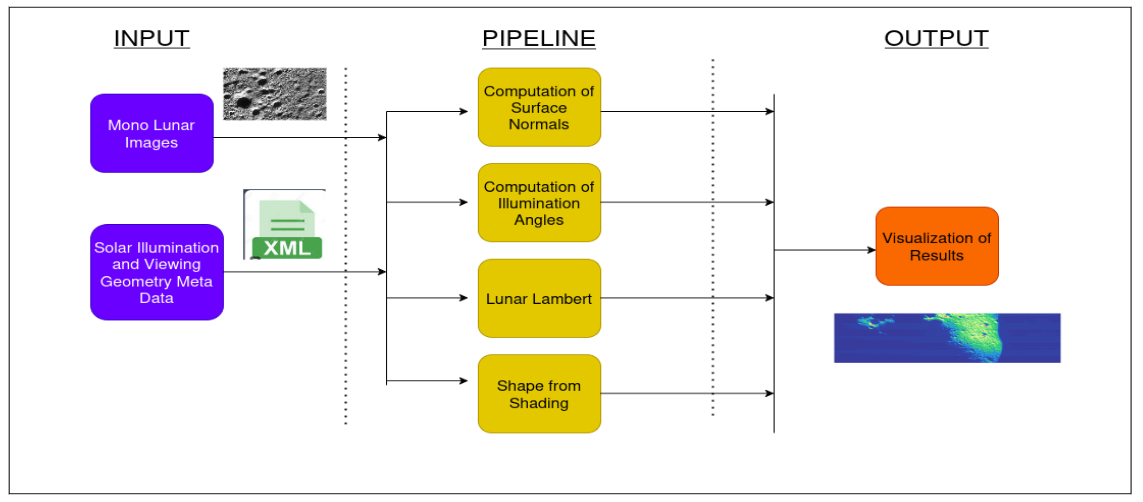 INPUT
PIPELINE
OUTPUT
Mono Lunar
Images
XML
Solar Illumination
and Viewing
Geometry Meta
Data
Computation of
Surface
Normals
Computation of
Illumination
Angles
Lunar Lambert
Shape from
Shading
Visualization of
Results